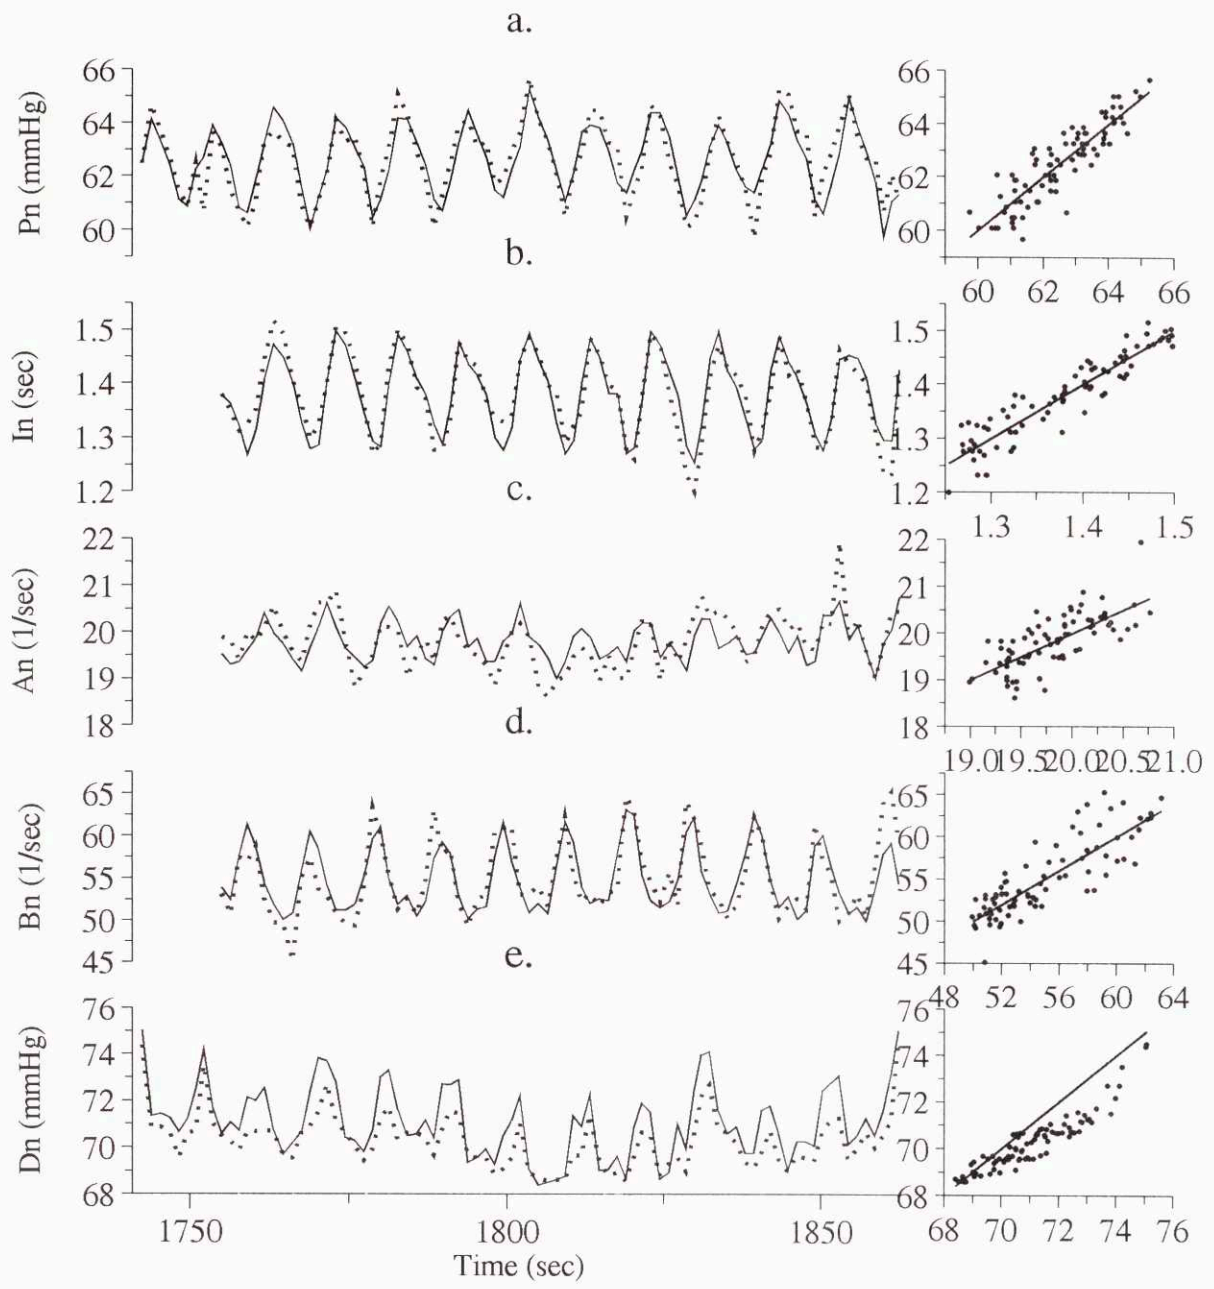 a.
Pn (mmHg)
66
64
62
60
66
64
62
60
60 62 64 66
b.
In (sec)
1.5
1.4
1.3
1.2
1.5
1.4
1.3
1.2
1.3 1.4 1.5
c.
An (1/sec)
22
21
20
19
18
22
21
20
19
18
19.0 19.5 20.0 20.5 21.0
d.
Bn (1/sec)
65
60
55
50
45
65
60
55
50
45
48 52 56 60 64
e.
Dn (mmHg)
76
74
72
70
68
76
74
72
70
68
68 70 72 74 76
1750 1800 1850
Time (sec)